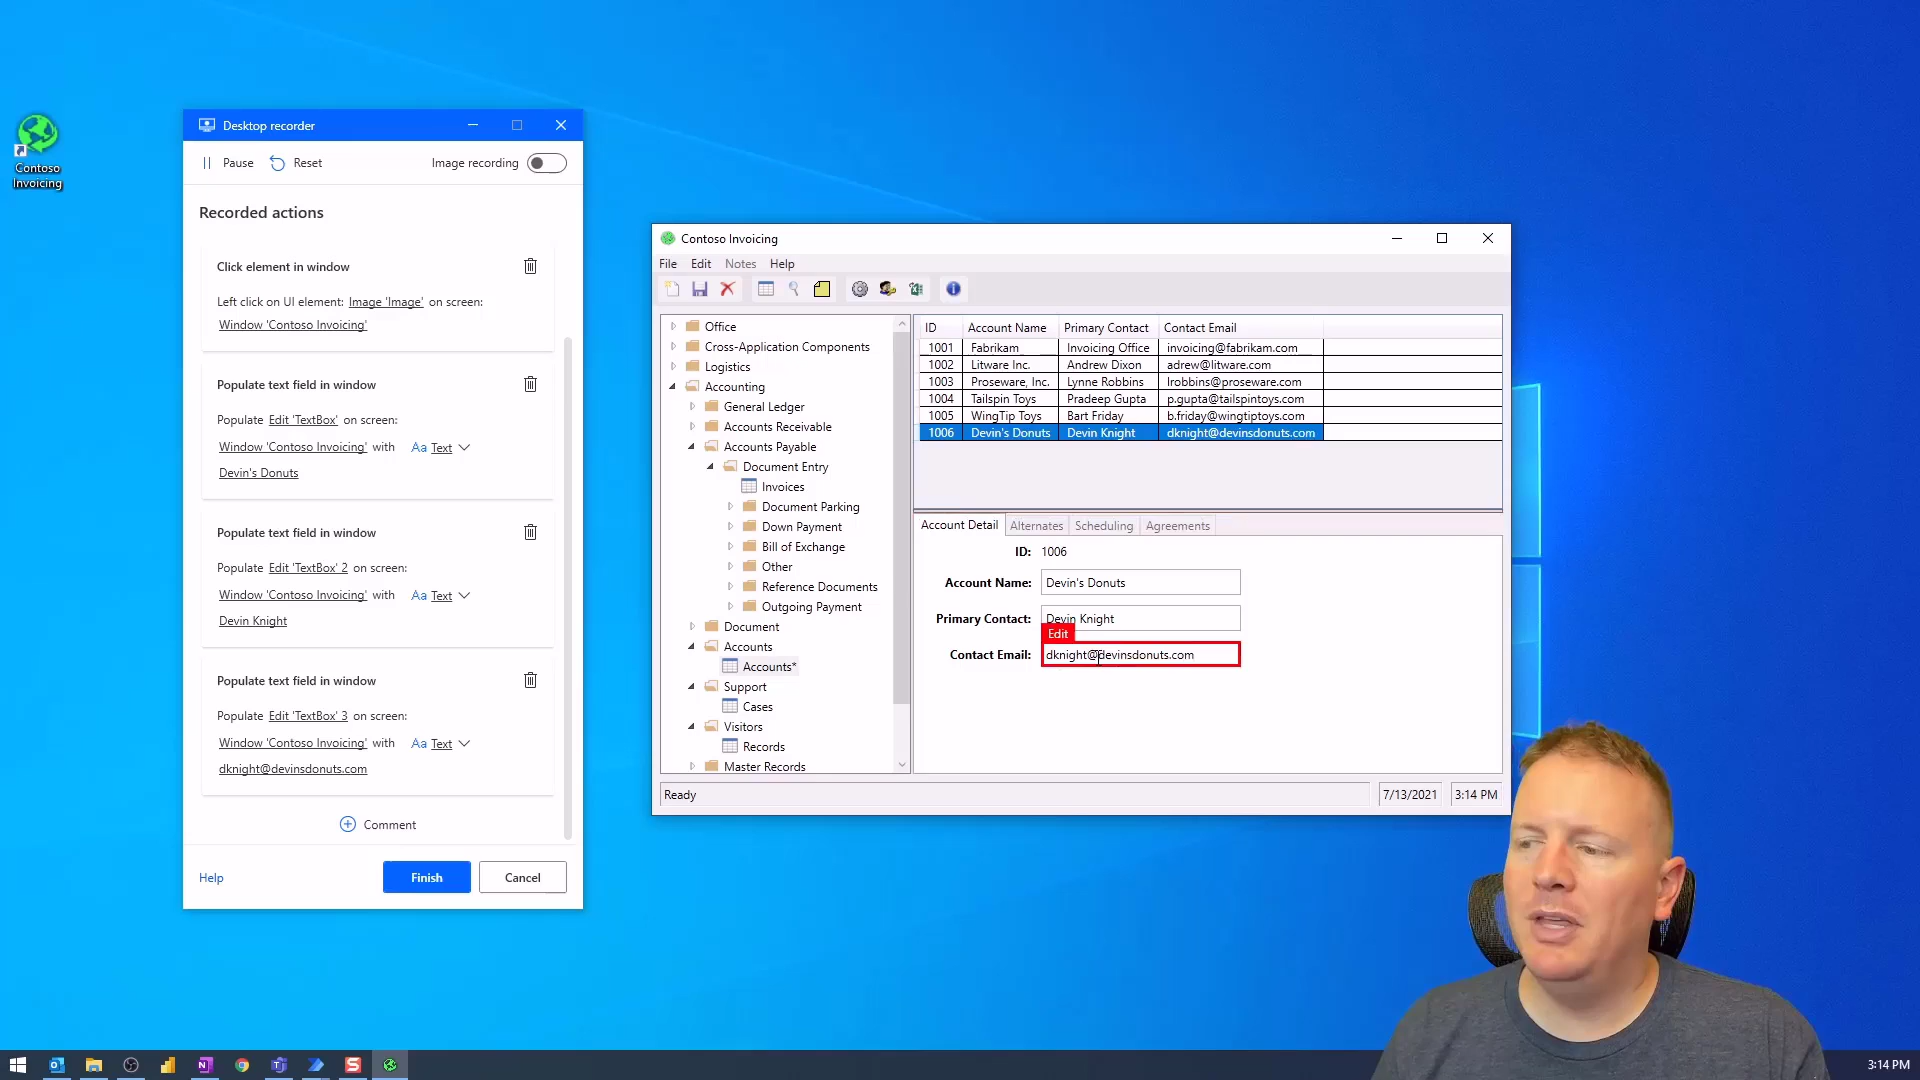 Contoso
Invoicing
Desktop recorder
Pause
Reset
Image recording
Recorded actions
Click element in window
Left click on UI element: Image 'Image' on screen:
Window 'Contoso Invoicing'
Populate text field in window
Populate Edit 'TextBox' on screen:
Window 'Contoso Invoicing' with Aa Text
Devin's Donuts
Populate text field in window
Populate Edit 'TextBox' 2 on screen:
Window 'Contoso Invoicing' with Aa Text
Devin Knight
Populate text field in window
Populate Edit 'TextBox' 3 on screen:
Window 'Contoso Invoicing' with Aa Text
dknight@devinsdonuts.com
Comment
Help
Finish
Cancel
Contoso Invoicing
File Edit Notes Help
Office
Cross-Application Components
Logistics
Accounting
General Ledger
Accounts Receivable
Accounts Payable
Document Entry
Invoices
Document Parking
Down Payment
Bill of Exchange
Other
Reference Documents
Outgoing Payment
Document
Accounts
Accounts*
Support
Cases
Visitors
Records
Master Records
ID Account Name Primary Contact Contact Email
1001 Fabrikam Invoicing Office invoicing@fabrikam.com
1002 Litware Inc. Andrew Dixon adrew@litware.com
1003 Proseware, Inc. Lynne Robbins lrobbins@proseware.com
1004 Tailspin Toys Pradeep Gupta p.gupta@tailspintoys.com
1005 WingTip Toys Bart Friday b.friday@wingtiptoys.com
1006 Devin's Donuts Devin Knight dknight@devinsdonuts.com
Account Detail Alternates Scheduling Agreements
ID: 1006
Account Name: Devin's Donuts
Primary Contact: Devin Knight
Edit
Contact Email: dknight@devinsdonuts.com
Ready
7/13/2021
3:14 PM
3:14 PM